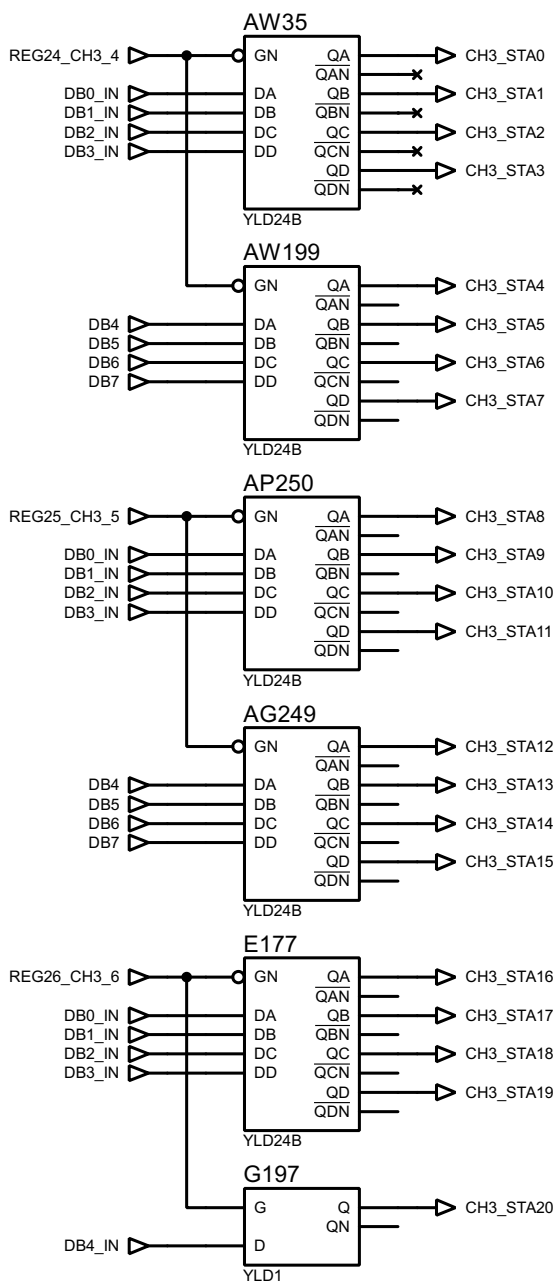 AW35
REG24_CH3_4 GN QA CH3_STA0
QAN
DB0_IN DA QB CH3_STA1
DB1_IN DB QBN
DB2_IN DC QC CH3_STA2
DB3_IN DD QCN
QD CH3_STA3
QDN
YLD24B
AW199
GN QA CH3_STA4
QAN
DB4 DA QB CH3_STA5
DB5 DB QBN
DB6 DC QC CH3_STA6
DB7 DD QCN
QD CH3_STA7
QDN
YLD24B
AP250
REG25_CH3_5 GN QA CH3_STA8
QAN
DB0_IN DA QB CH3_STA9
DB1_IN DB QBN
DB2_IN DC QC CH3_STA10
DB3_IN DD QCN
QD CH3_STA11
QDN
YLD24B
AG249
GN QA CH3_STA12
QAN
DB4 DA QB CH3_STA13
DB5 DB QBN
DB6 DC QC CH3_STA14
DB7 DD QCN
QD CH3_STA15
QDN
YLD24B
E177
REG26_CH3_6 GN QA CH3_STA16
QAN
DB0_IN DA QB CH3_STA17
DB1_IN DB QBN
DB2_IN DC QC CH3_STA18
DB3_IN DD QCN
QD CH3_STA19
QDN
YLD24B
G197
G Q CH3_STA20
QN
DB4_IN D
YLD1